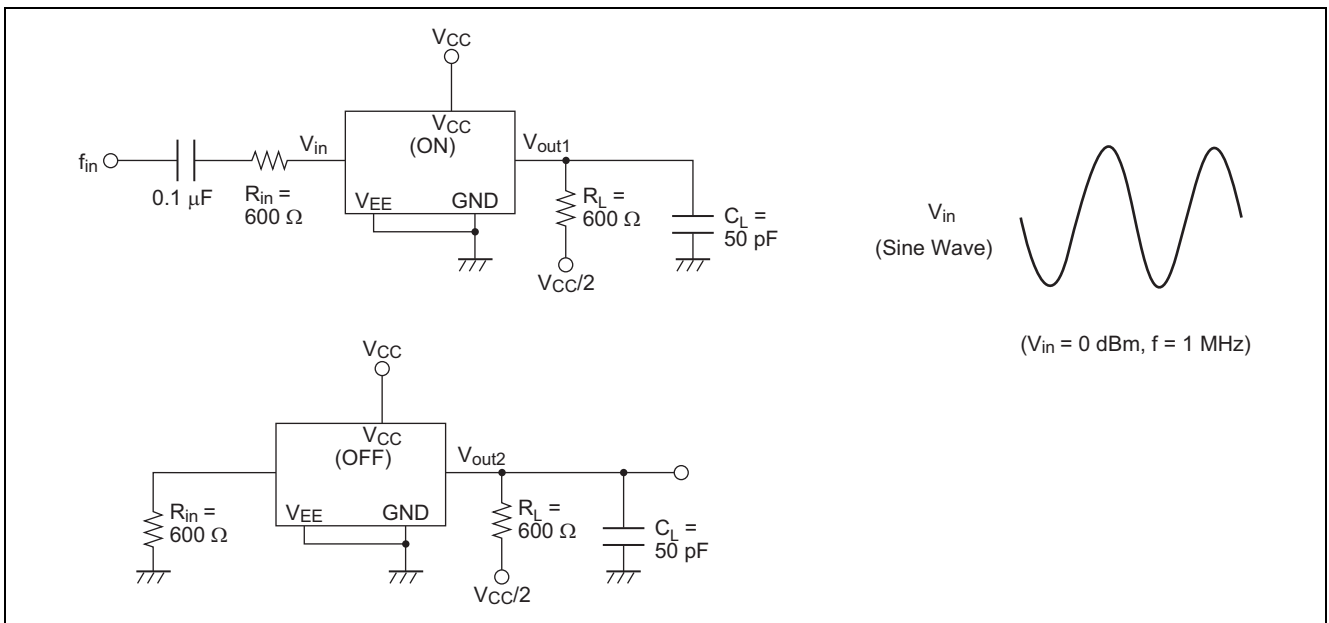 VCC
VCC
(ON)
fin
0.1 μF
Rin =
600 Ω
Vin
VEE
GND
Vout1
RL =
600 Ω
VCC/2
CL =
50 pF
Vin
(Sine Wave)
(Vin = 0 dBm, f = 1 MHz)
VCC
VCC
(OFF)
Rin =
600 Ω
VEE
GND
Vout2
RL =
600 Ω
VCC/2
CL =
50 pF